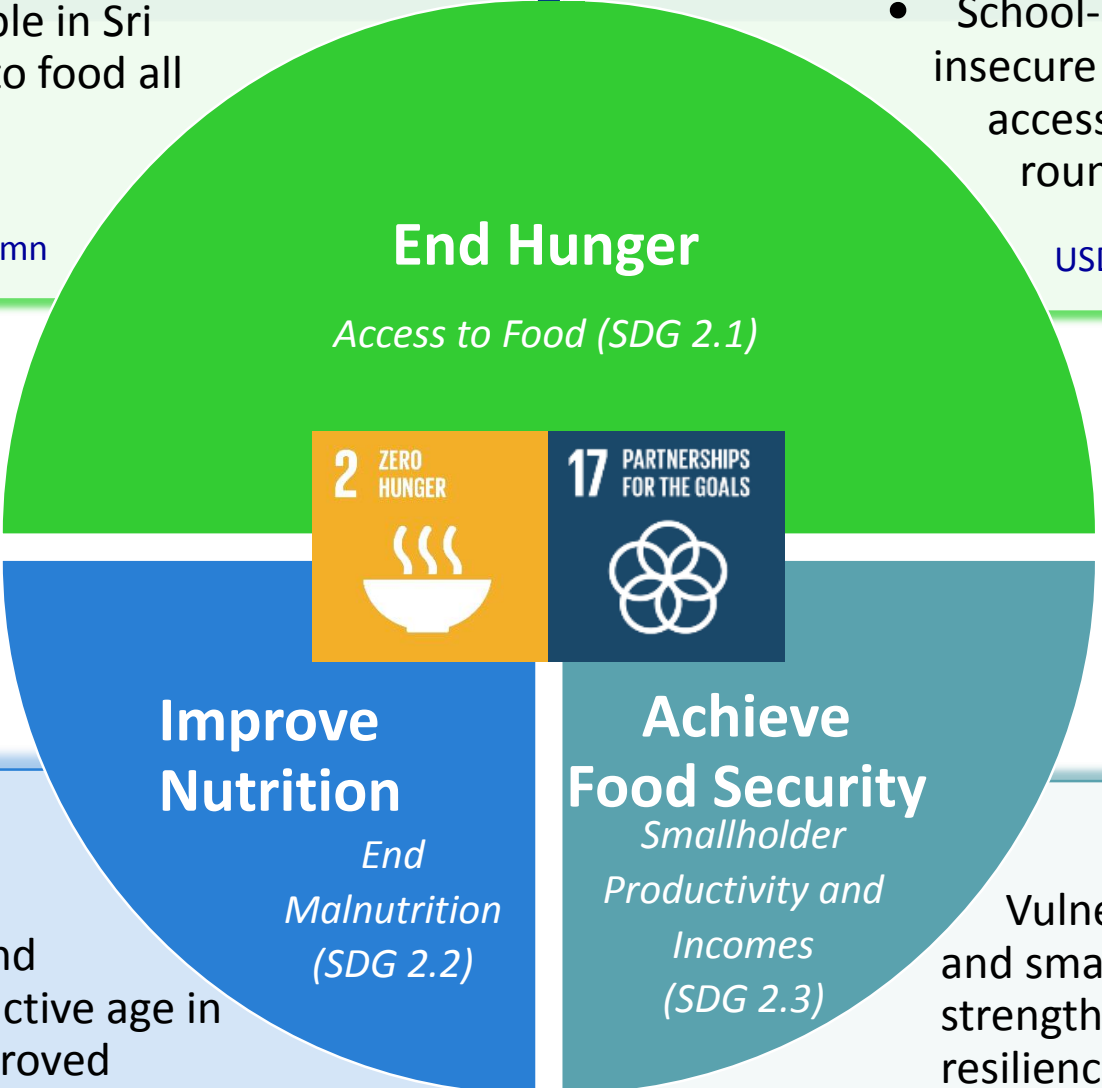 ple in Sri
to food all
mn
• School-
insecure
access
roun
USD
End Hunger
Access to Food (SDG 2.1)
2 ZERO
HUNGER
17 PARTNERSHIPS
FOR THE GOALS
Improve
Nutrition
End
Malnutrition
(SDG 2.2)
Achieve
Food Security
Smallholder
Productivity and
Incomes
(SDG 2.3)
nd
ctive age in
roved
Vulne
and sma
strength
resilienc